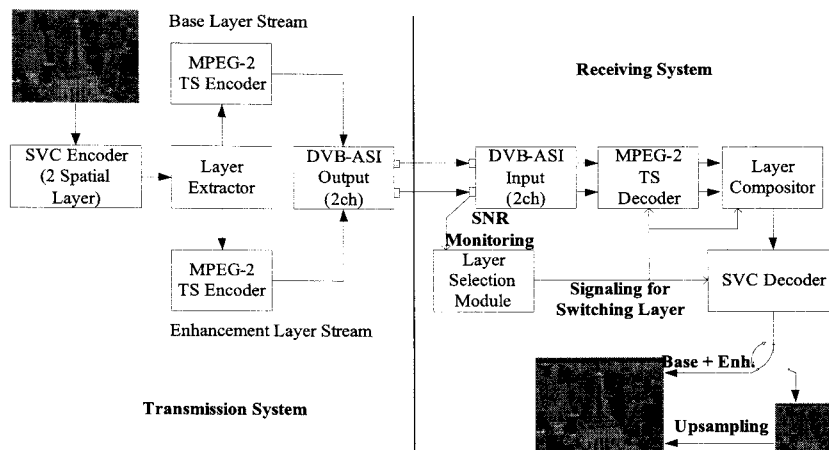 Base Layer Stream
MPEG-2
TS Encoder
Receiving System
SVC Encoder
(2 Spatial
Layer)
Layer
Extractor
DVB-ASI
Output
(2ch)
DVB-ASI
Input
(2ch)
MPEG-2
TS
Decoder
Layer
Compositor
SNR
Monitoring
MPEG-2
TS Encoder
Layer
Selection
Module
Signaling for
Switching Layer
SVC Decoder
Enhancement Layer Stream
Base + Enh.
Transmission System
Upsampling